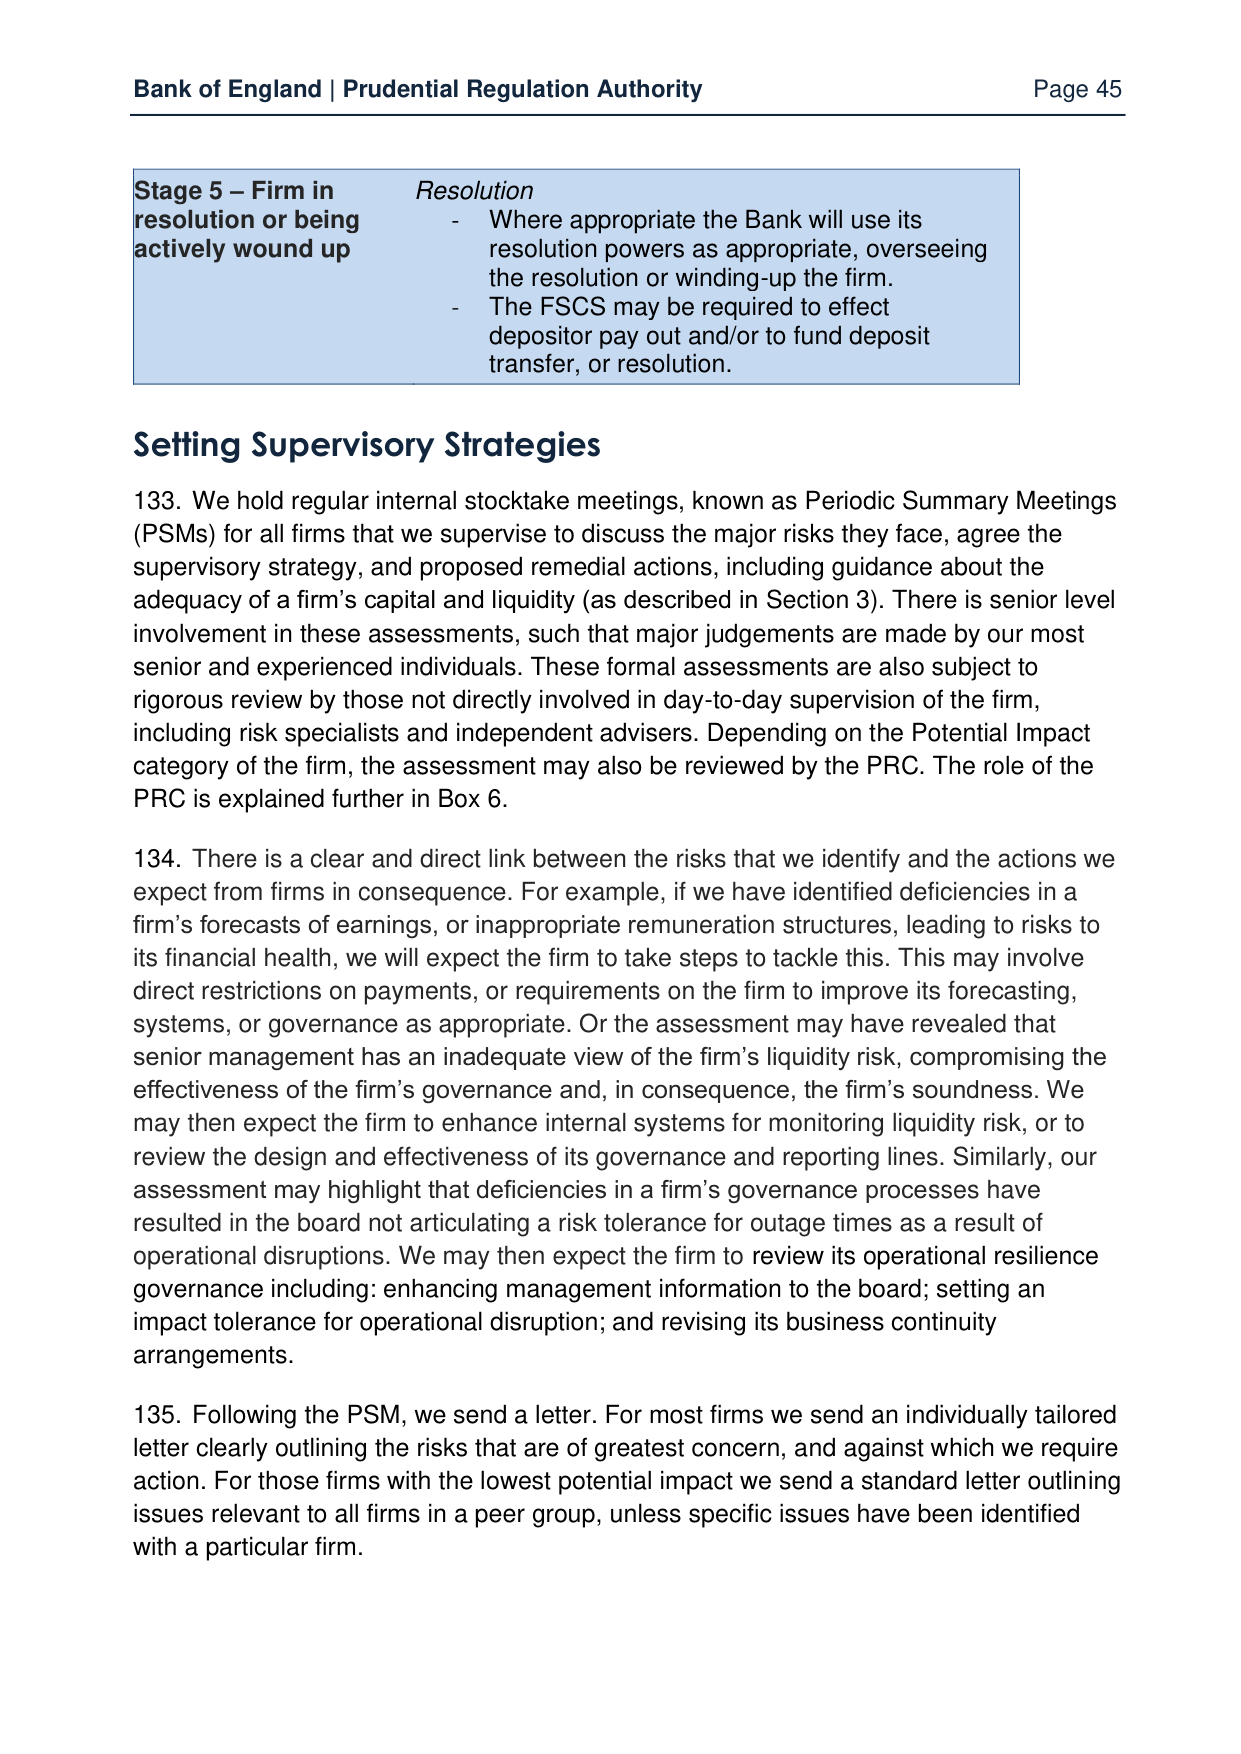 Bank of England | Prudential Regulation Authority Page 45
Stage 5 – Firm in
resolution or being
actively wound up
Resolution
- Where appropriate the Bank will use its
resolution powers as appropriate, overseeing
the resolution or winding-up the firm.
- The FSCS may be required to effect
depositor pay out and/or to fund deposit
transfer, or resolution.
Setting Supervisory Strategies
133. We hold regular internal stocktake meetings, known as Periodic Summary Meetings
(PSMs) for all firms that we supervise to discuss the major risks they face, agree the
supervisory strategy, and proposed remedial actions, including guidance about the
adequacy of a firm’s capital and liquidity (as described in Section 3). There is senior level
involvement in these assessments, such that major judgements are made by our most
senior and experienced individuals. These formal assessments are also subject to
rigorous review by those not directly involved in day-to-day supervision of the firm,
including risk specialists and independent advisers. Depending on the Potential Impact
category of the firm, the assessment may also be reviewed by the PRC. The role of the
PRC is explained further in Box 6.
134. There is a clear and direct link between the risks that we identify and the actions we
expect from firms in consequence. For example, if we have identified deficiencies in a
firm’s forecasts of earnings, or inappropriate remuneration structures, leading to risks to
its financial health, we will expect the firm to take steps to tackle this. This may involve
direct restrictions on payments, or requirements on the firm to improve its forecasting,
systems, or governance as appropriate. Or the assessment may have revealed that
senior management has an inadequate view of the firm’s liquidity risk, compromising the
effectiveness of the firm’s governance and, in consequence, the firm’s soundness. We
may then expect the firm to enhance internal systems for monitoring liquidity risk, or to
review the design and effectiveness of its governance and reporting lines. Similarly, our
assessment may highlight that deficiencies in a firm’s governance processes have
resulted in the board not articulating a risk tolerance for outage times as a result of
operational disruptions. We may then expect the firm to review its operational resilience
governance including: enhancing management information to the board; setting an
impact tolerance for operational disruption; and revising its business continuity
arrangements.
135. Following the PSM, we send a letter. For most firms we send an individually tailored
letter clearly outlining the risks that are of greatest concern, and against which we require
action. For those firms with the lowest potential impact we send a standard letter outlining
issues relevant to all firms in a peer group, unless specific issues have been identified
with a particular firm.